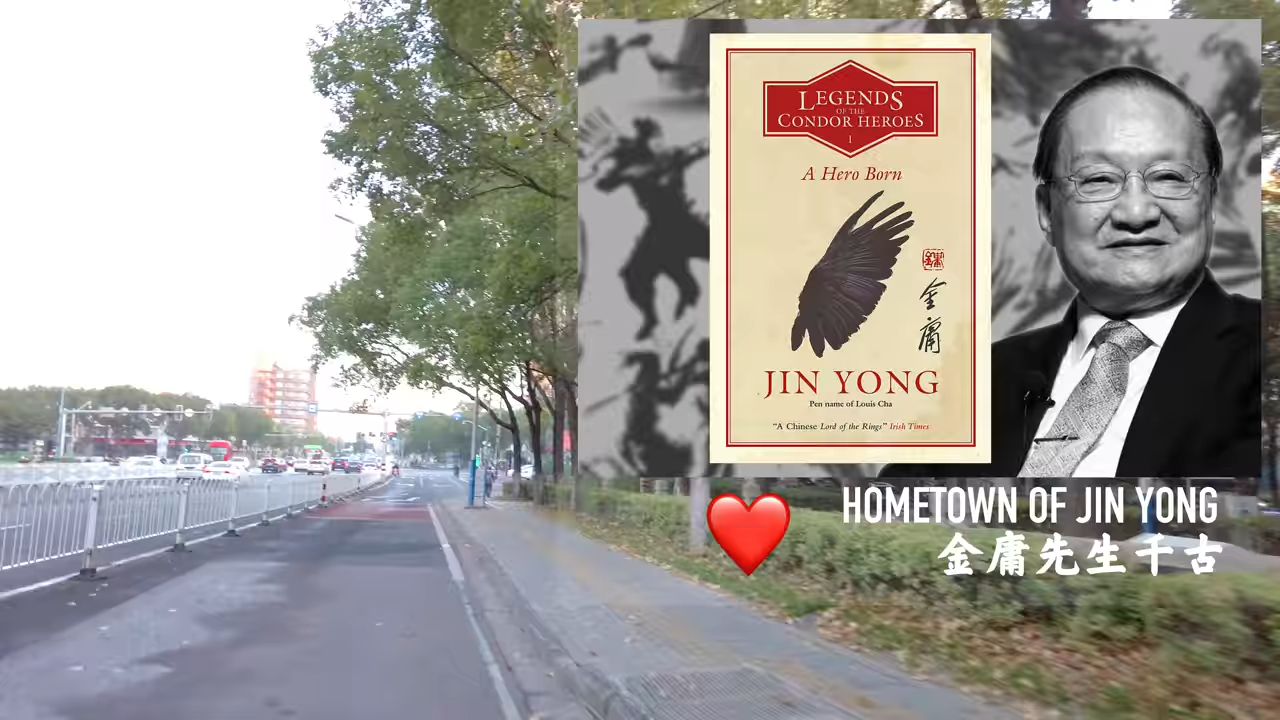 LEGENDS
OF THE
CONDOR HEROES
I
A Hero Born
金庸
JIN YONG
Pen name of Louis Cha
“A Chinese Lord of the Rings” Irish Times
HOMETOWN OF JIN YONG
金庸先生千古